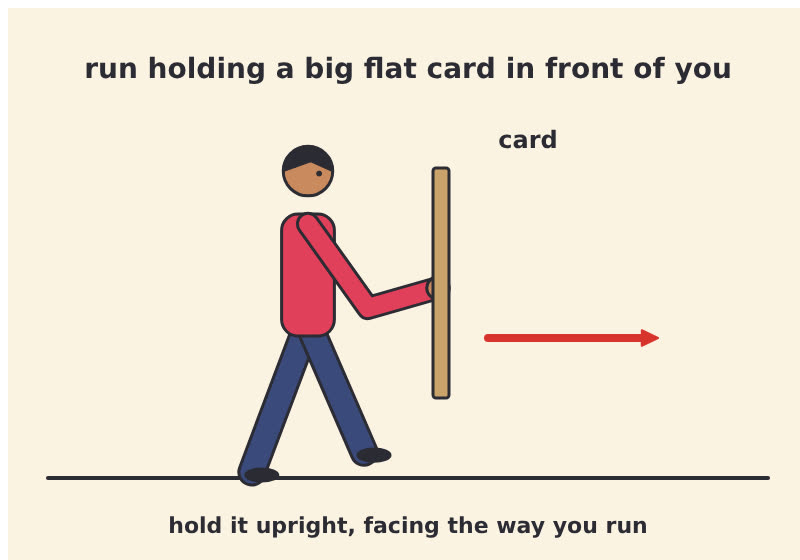 run holding a big flat card in front of you
card
hold it upright, facing the way you run